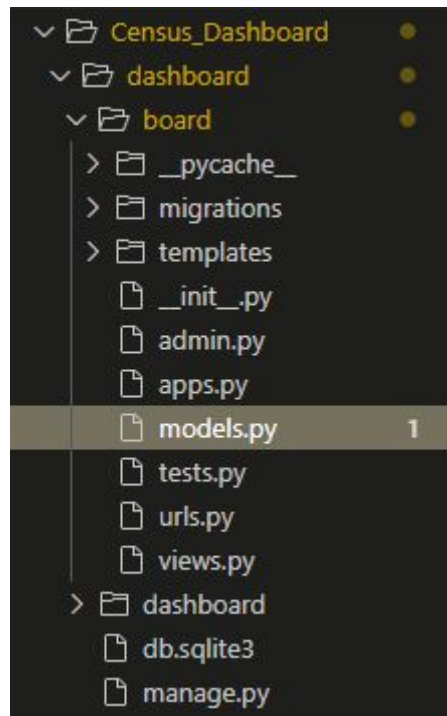 Census_Dashboard
dashboard
board
__pycache__
migrations
templates
__init__.py
admin.py
apps.py
models.py 1
tests.py
urls.py
views.py
dashboard
db.sqlite3
manage.py